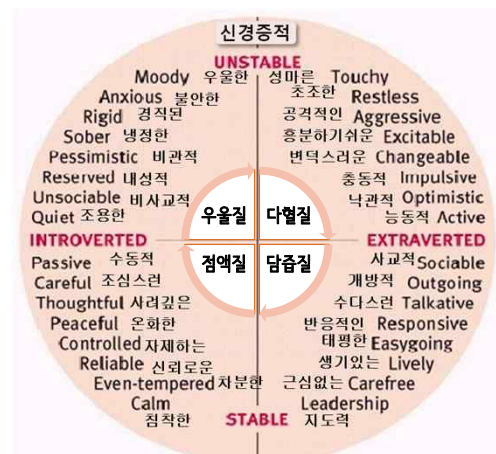 신경증적
UNSTABLE
Moody 우울한 성마른 Touchy
Anxious 불안한 초조한 Restless
Rigid 경직된 공격적인 Aggressive
Sober 냉정한 흥분하기쉬운 Excitable
Pessimistic 비관적 변덕스러운 Changeable
Reserved 내성적 충동적 Impulsive
Unsociable 비사교적 낙관적 Optimistic
Quiet 조용한 능동적 Active
우울질 다혈질
INTROVERTED EXTRAVERTED
점액질 담즙질
Passive 수동적 사교적 Sociable
Careful 조심스런 개방적 Outgoing
Thoughtful 사려깊은 수다스런 Talkative
Peaceful 온화한 반응적인 Responsive
Controlled 자제하는 태평한 Easygoing
Reliable 신뢰로운 생기있는 Lively
Even-tempered 차분한 근심없는 Carefree
Calm Leadership
침착한 STABLE 지도력